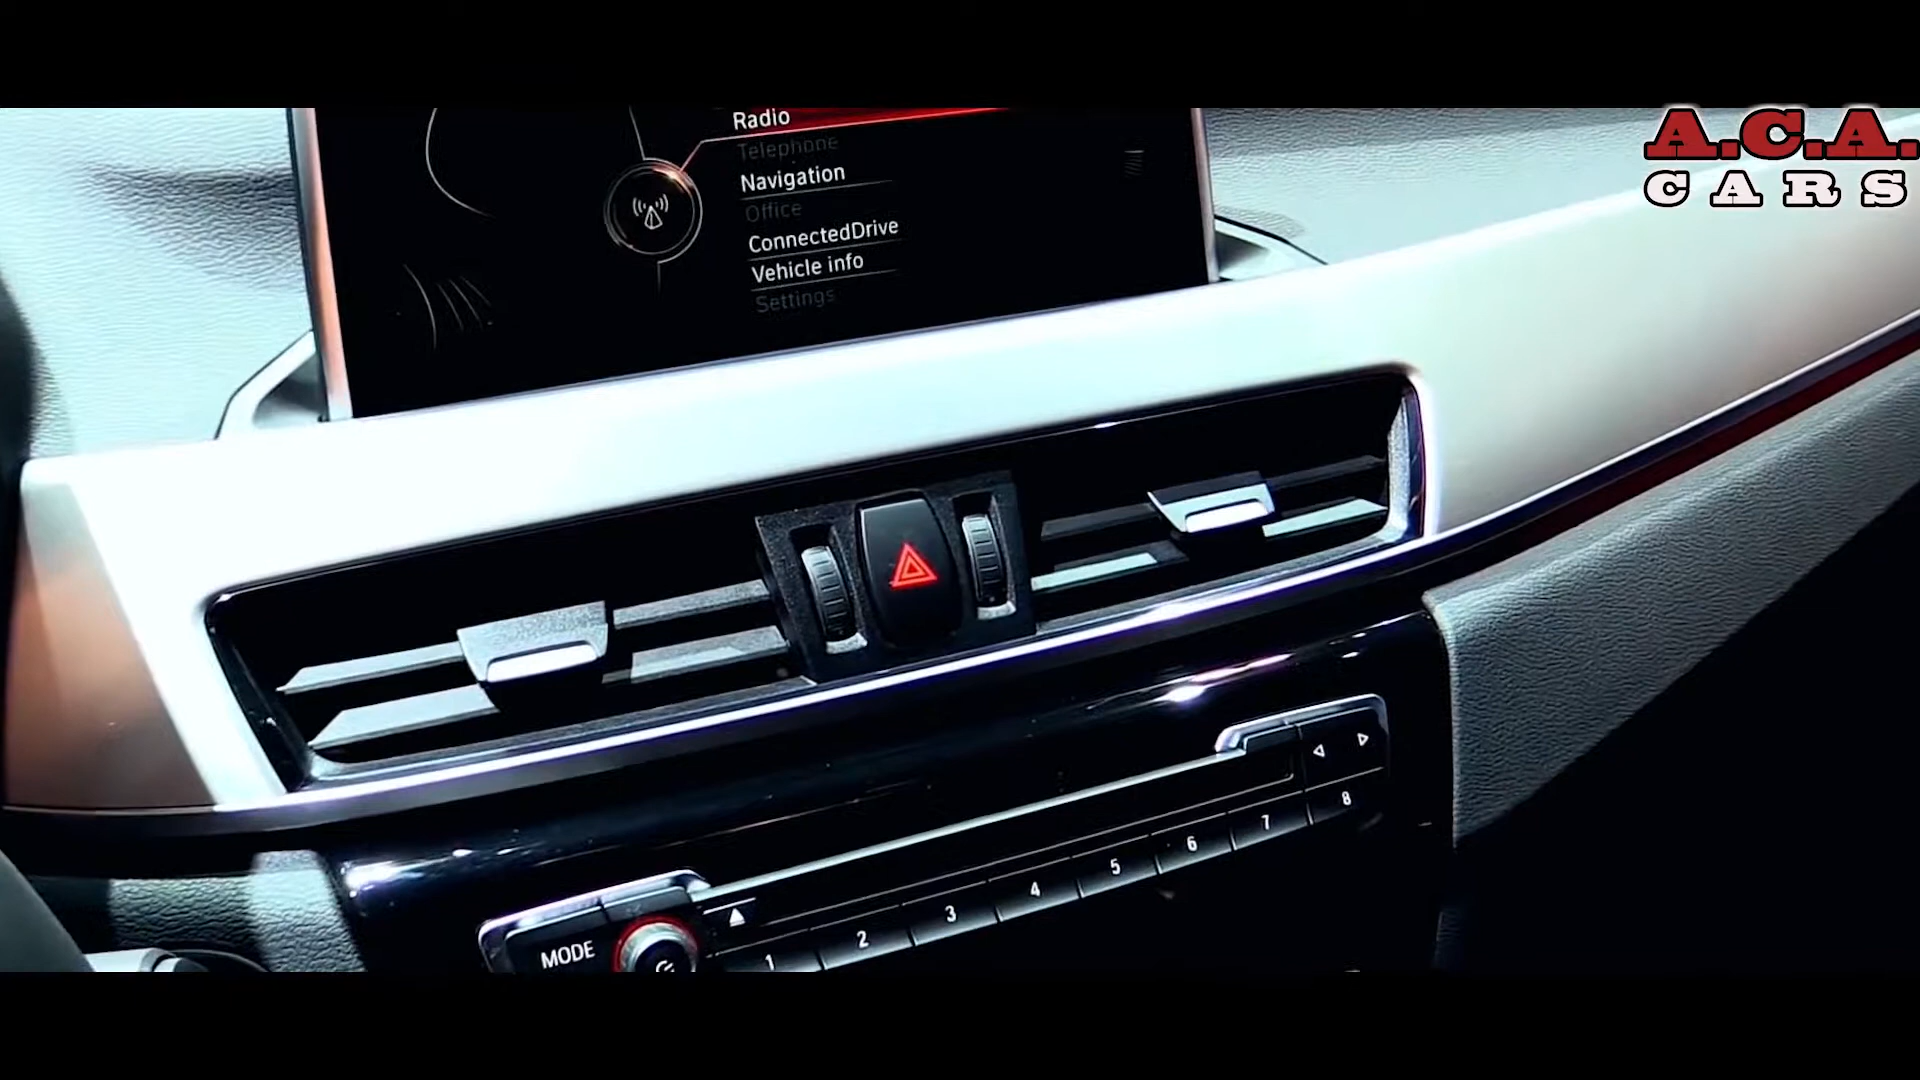 Radio
Telephone
Navigation
Office
ConnectedDrive
Vehicle info
Settings
A.C.A.
CARS
MODE
1 2 3 4 5 6 7 8